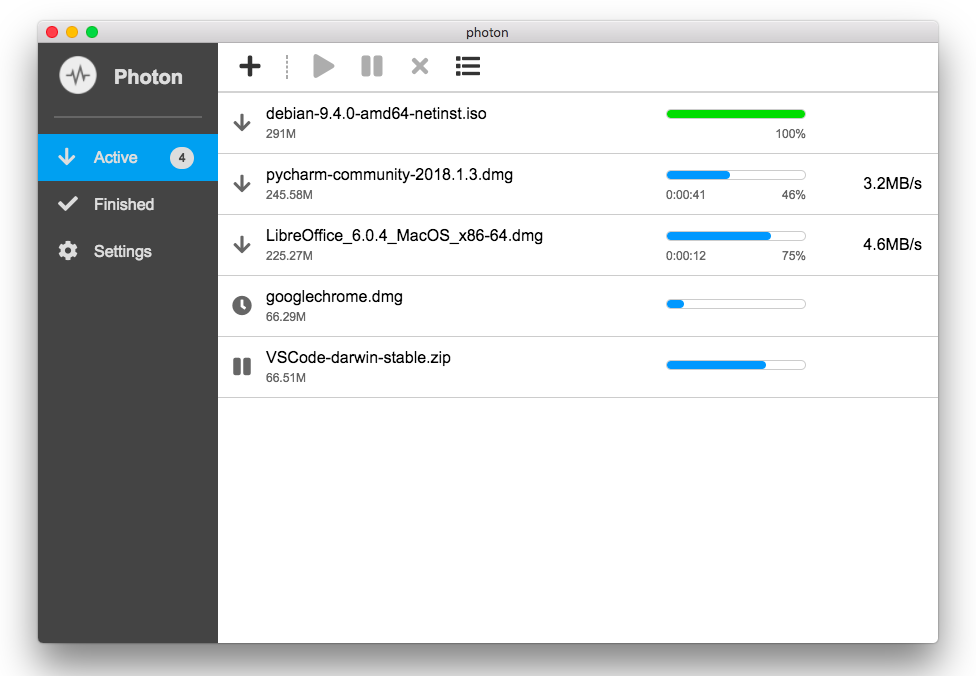 photon
Photon
Active 4
Finished
Settings
debian-9.4.0-amd64-netinst.iso
291M
100%
pycharm-community-2018.1.3.dmg
245.58M
0:00:41 46%
3.2MB/s
LibreOffice_6.0.4_MacOS_x86-64.dmg
225.27M
0:00:12 75%
4.6MB/s
googlechrome.dmg
66.29M
VSCode-darwin-stable.zip
66.51M